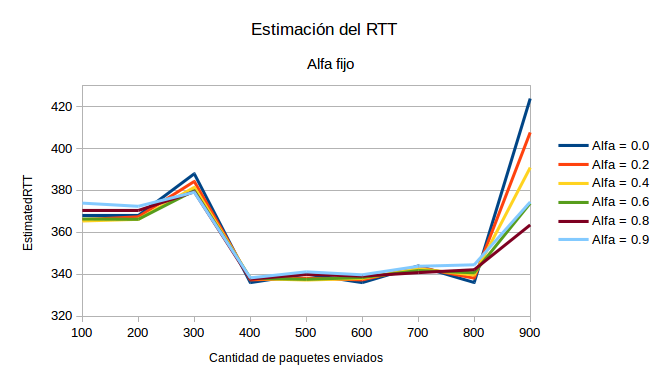 Estimación del RTT
Alfa fijo
EstimatedRTT
420
400
380
360
340
320
100 200 300 400 500 600 700 800 900
Cantidad de paquetes enviados
Alfa = 0.0
Alfa = 0.2
Alfa = 0.4
Alfa = 0.6
Alfa = 0.8
Alfa = 0.9